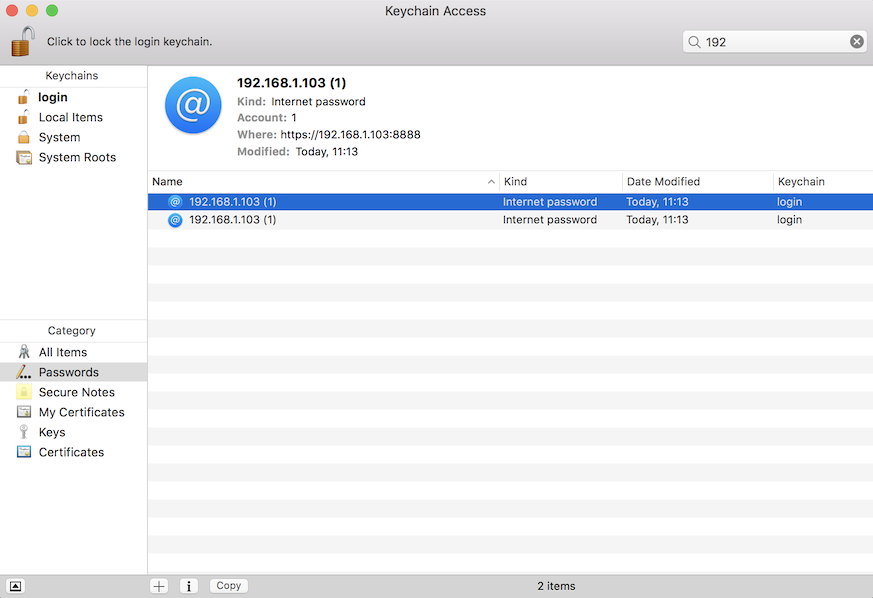 Keychain Access
Click to lock the login keychain.
192
Keychains
login
Local Items
System
System Roots
192.168.1.103 (1)
Kind: Internet password
Account: 1
Where: https://192.168.1.103:8888
Modified: Today, 11:13
Name Kind Date Modified Keychain
192.168.1.103 (1) Internet password Today, 11:13 login
192.168.1.103 (1) Internet password Today, 11:13 login
Category
All Items
Passwords
Secure Notes
My Certificates
Keys
Certificates
Copy
2 items